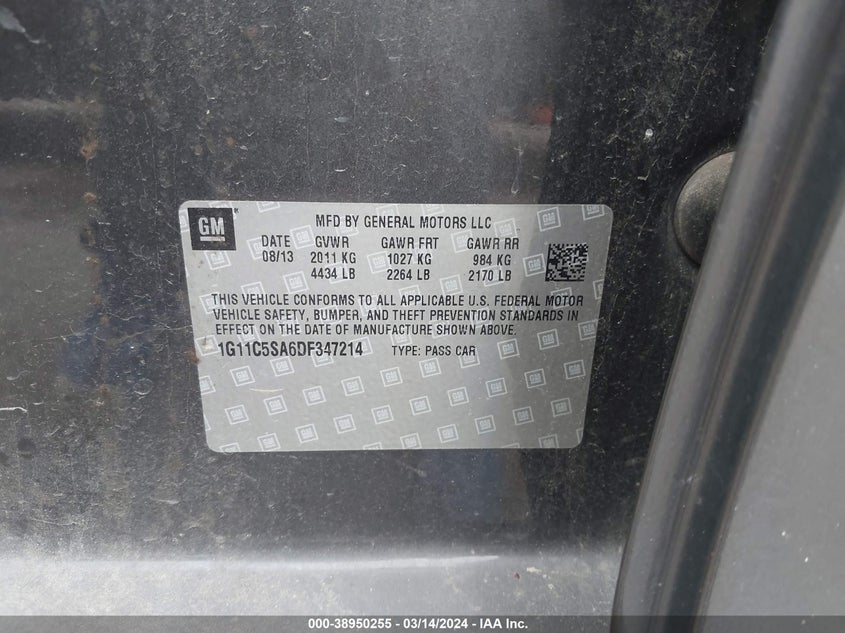 GM
MFD BY GENERAL MOTORS LLC
DATE GVWR GAWR FRT GAWR RR
08/13 2011 KG 1027 KG 984 KG
4434 LB 2264 LB 2170 LB
THIS VEHICLE CONFORMS TO ALL APPLICABLE U.S. FEDERAL MOTOR
VEHICLE SAFETY, BUMPER, AND THEFT PREVENTION STANDARDS IN
EFFECT ON THE DATE OF MANUFACTURE SHOWN ABOVE.
1G11C5SA6DF347214 TYPE: PASS CAR
000-38950255 - 03/14/2024 - IAA Inc.